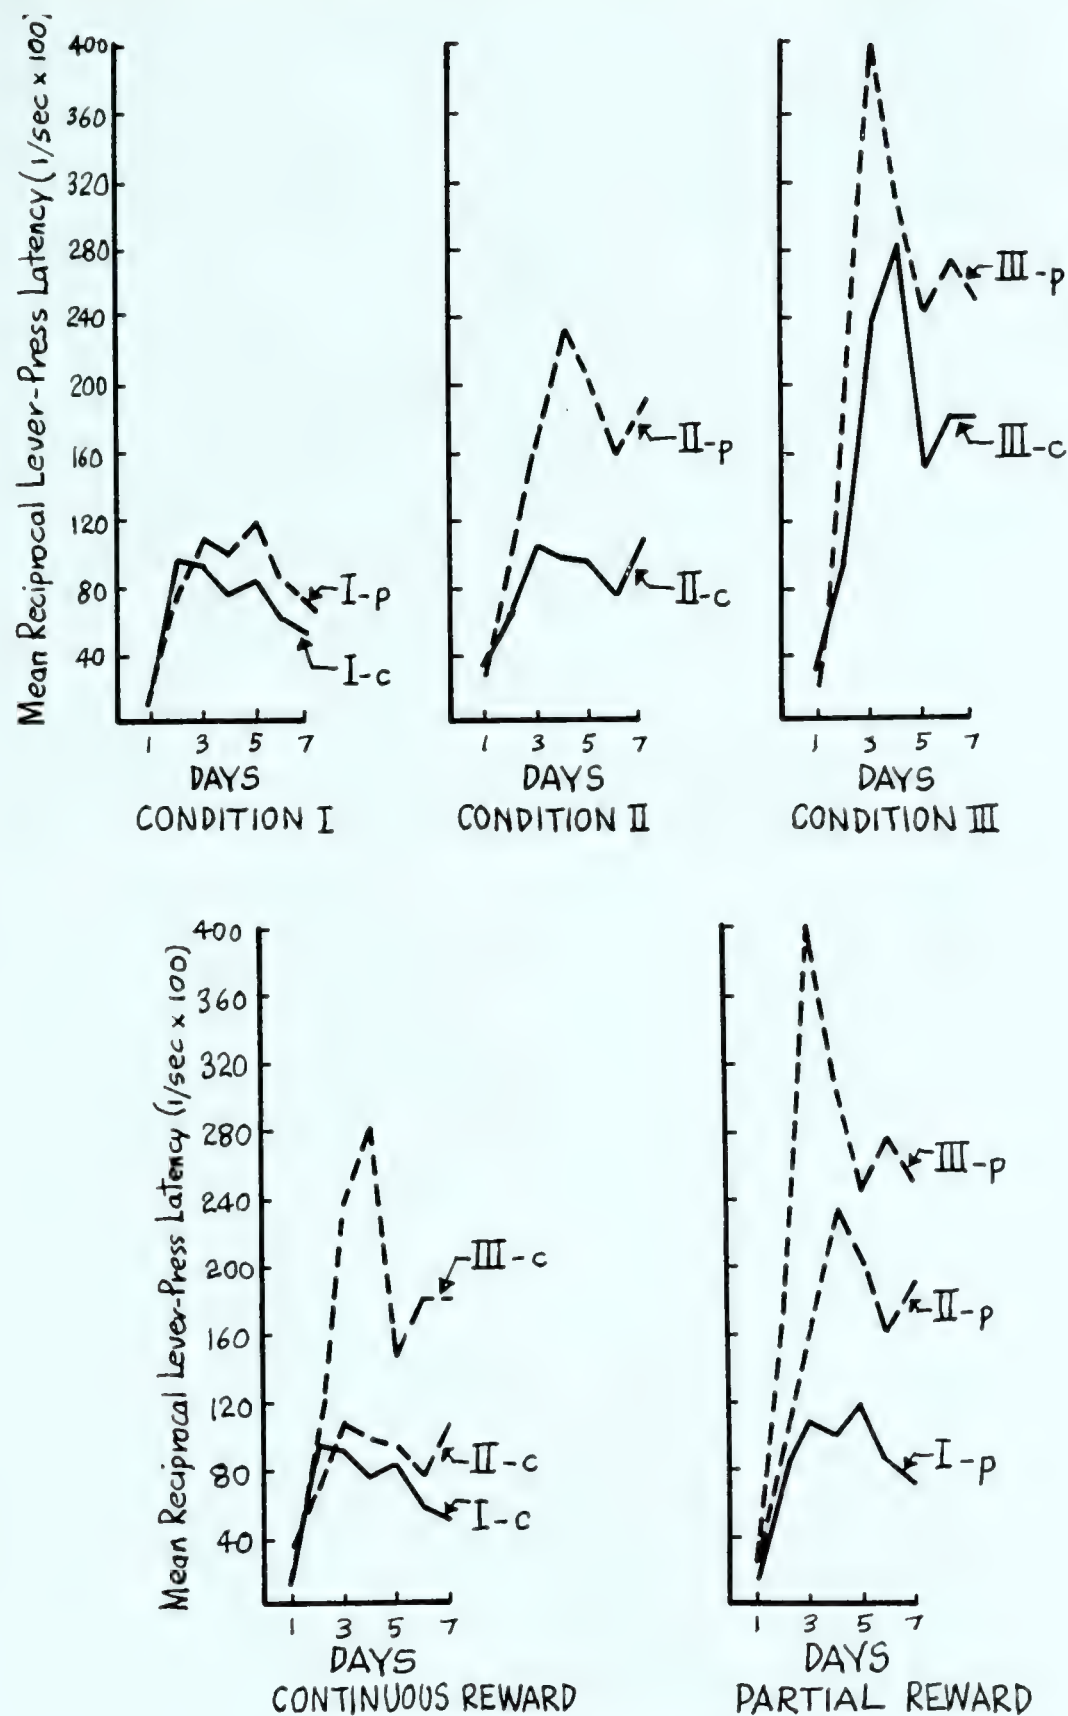 Mean Reciprocal Lever-Press Latency (1/sec x 100)
400
360
320
280
240
200
160
120
80
40
I-p
I-c
1 3 5 7
DAYS
CONDITION I
II-p
II-c
1 3 5 7
DAYS
CONDITION II
III-p
III-c
1 3 5 7
DAYS
CONDITION III
Mean Reciprocal Lever-Press Latency (1/sec x 100)
400
360
320
280
240
200
160
120
80
40
III-c
II-c
I-c
1 3 5 7
DAYS
CONTINUOUS REWARD
III-p
II-p
I-p
1 3 5 7
DAYS
PARTIAL REWARD